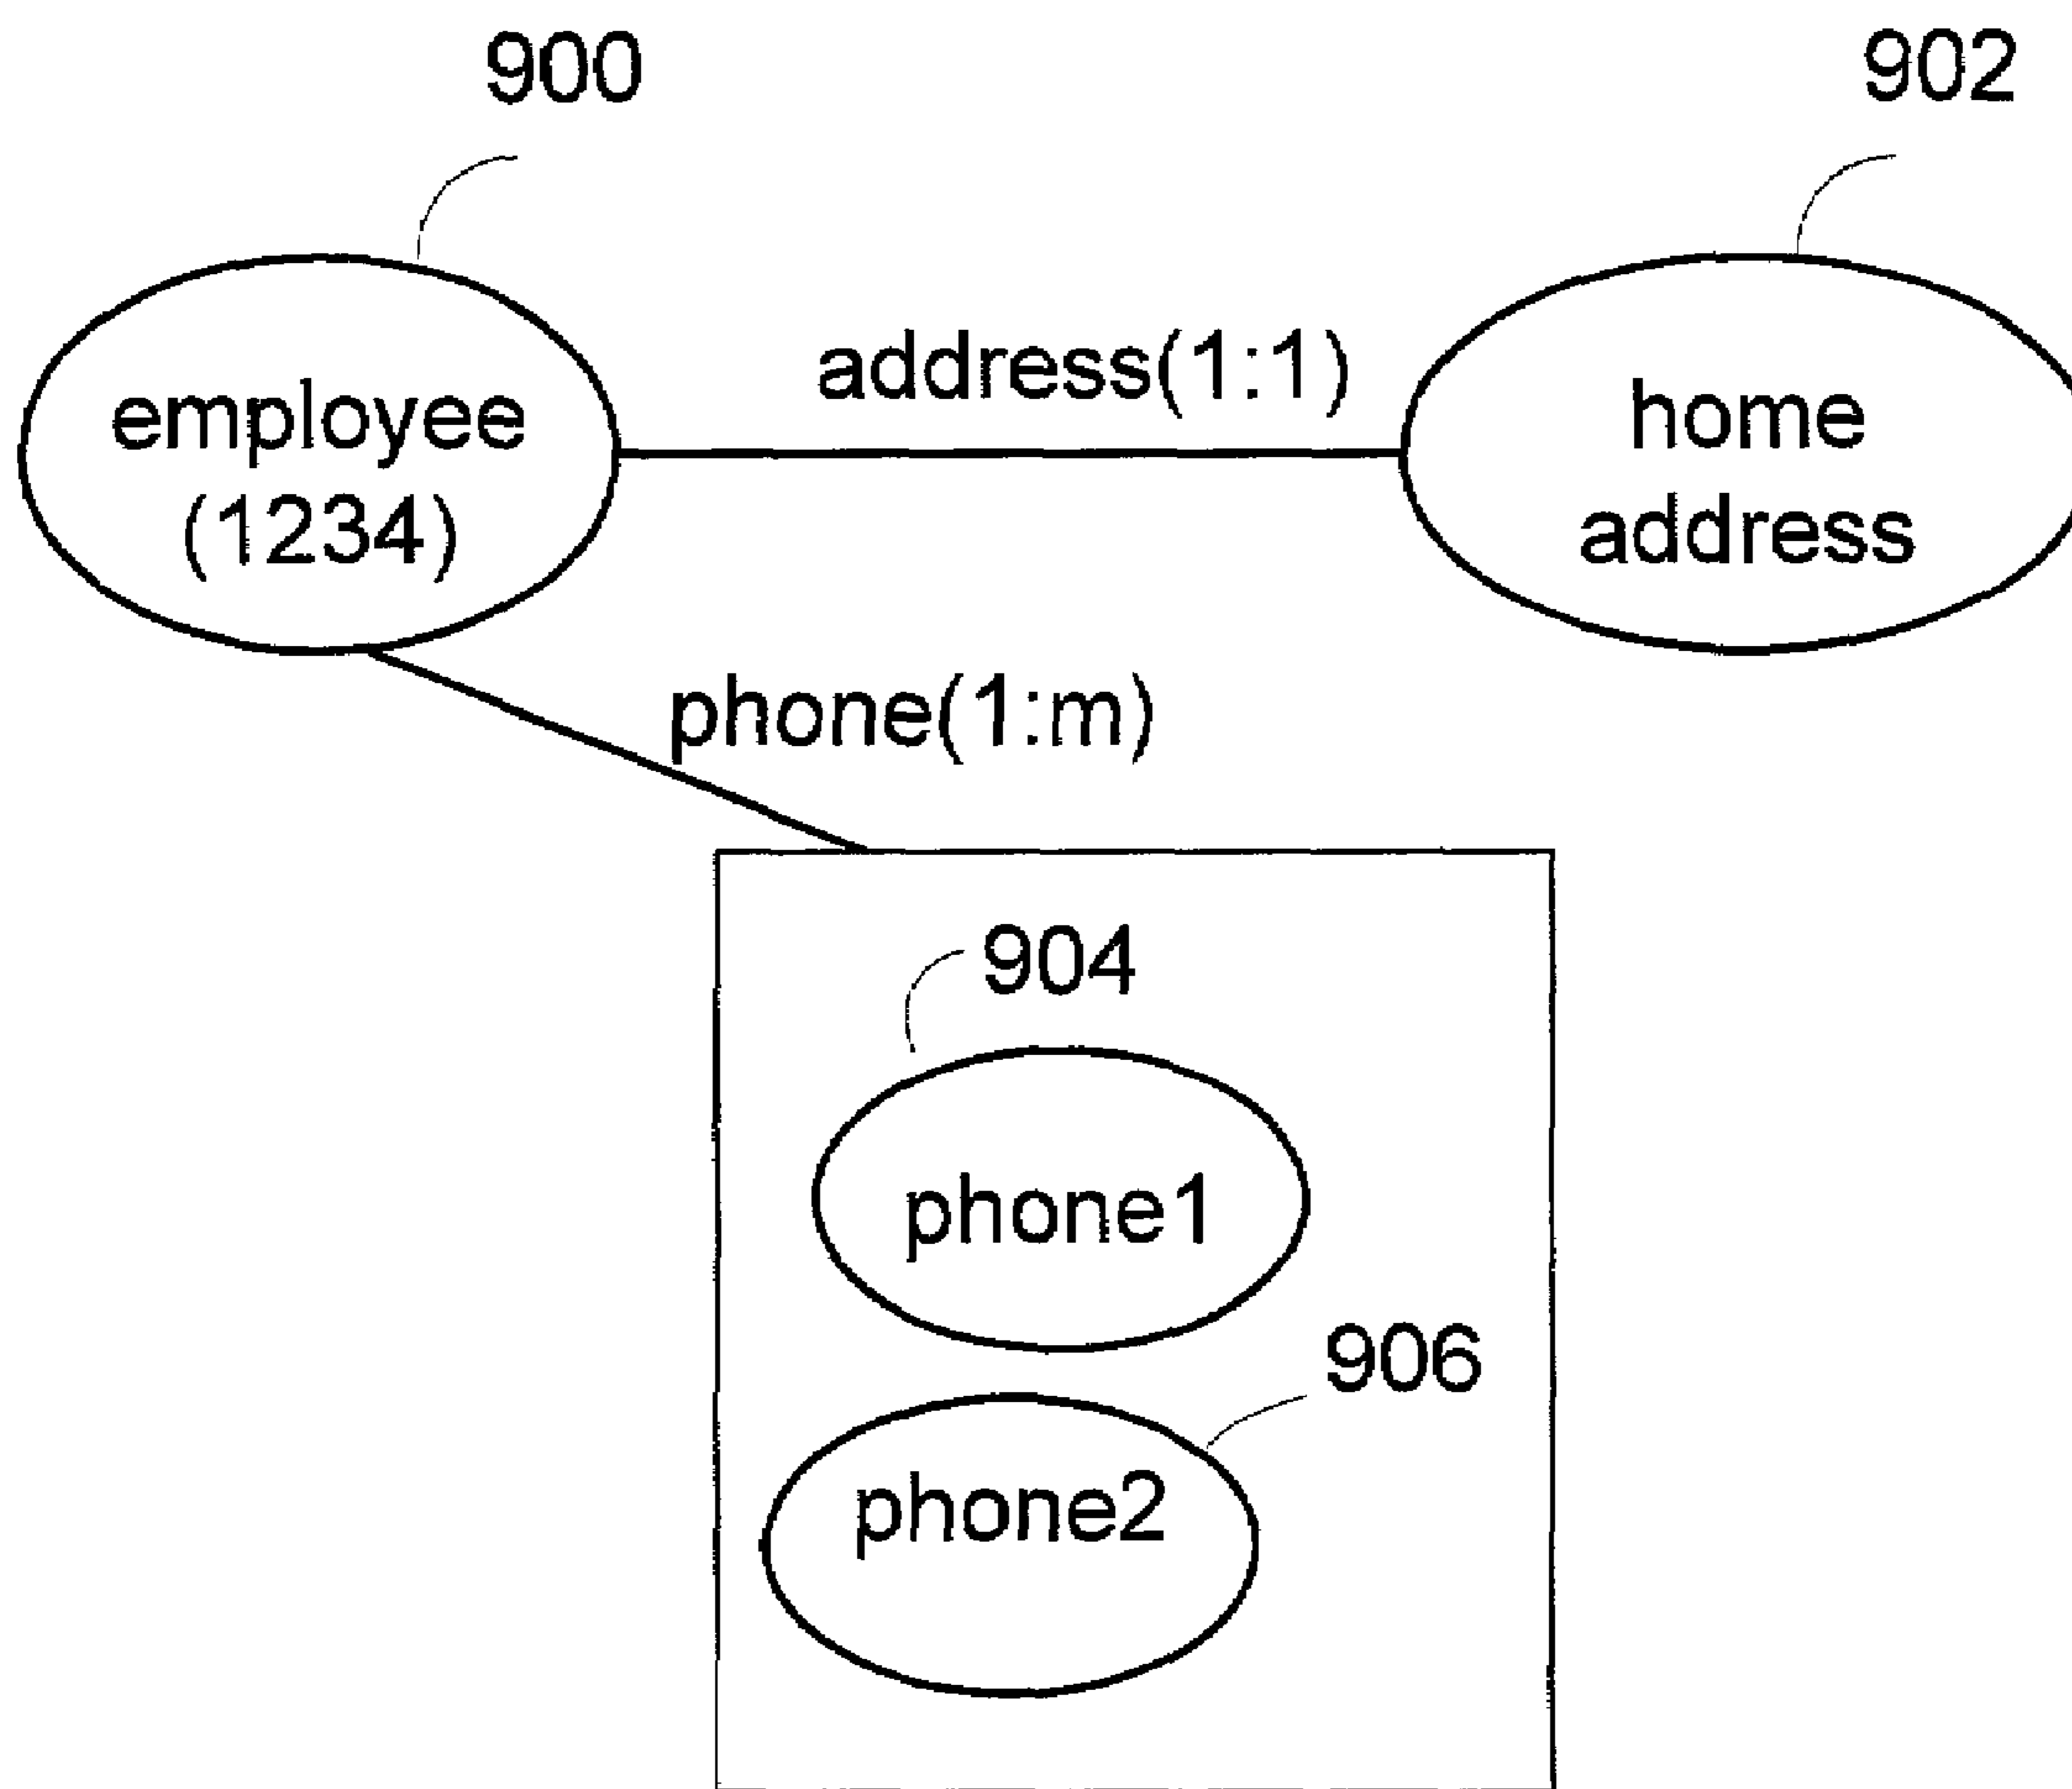 900
902
employee
(1234)
address(1:1)
home
address
phone(1:m)
904
phone1
906
phone2